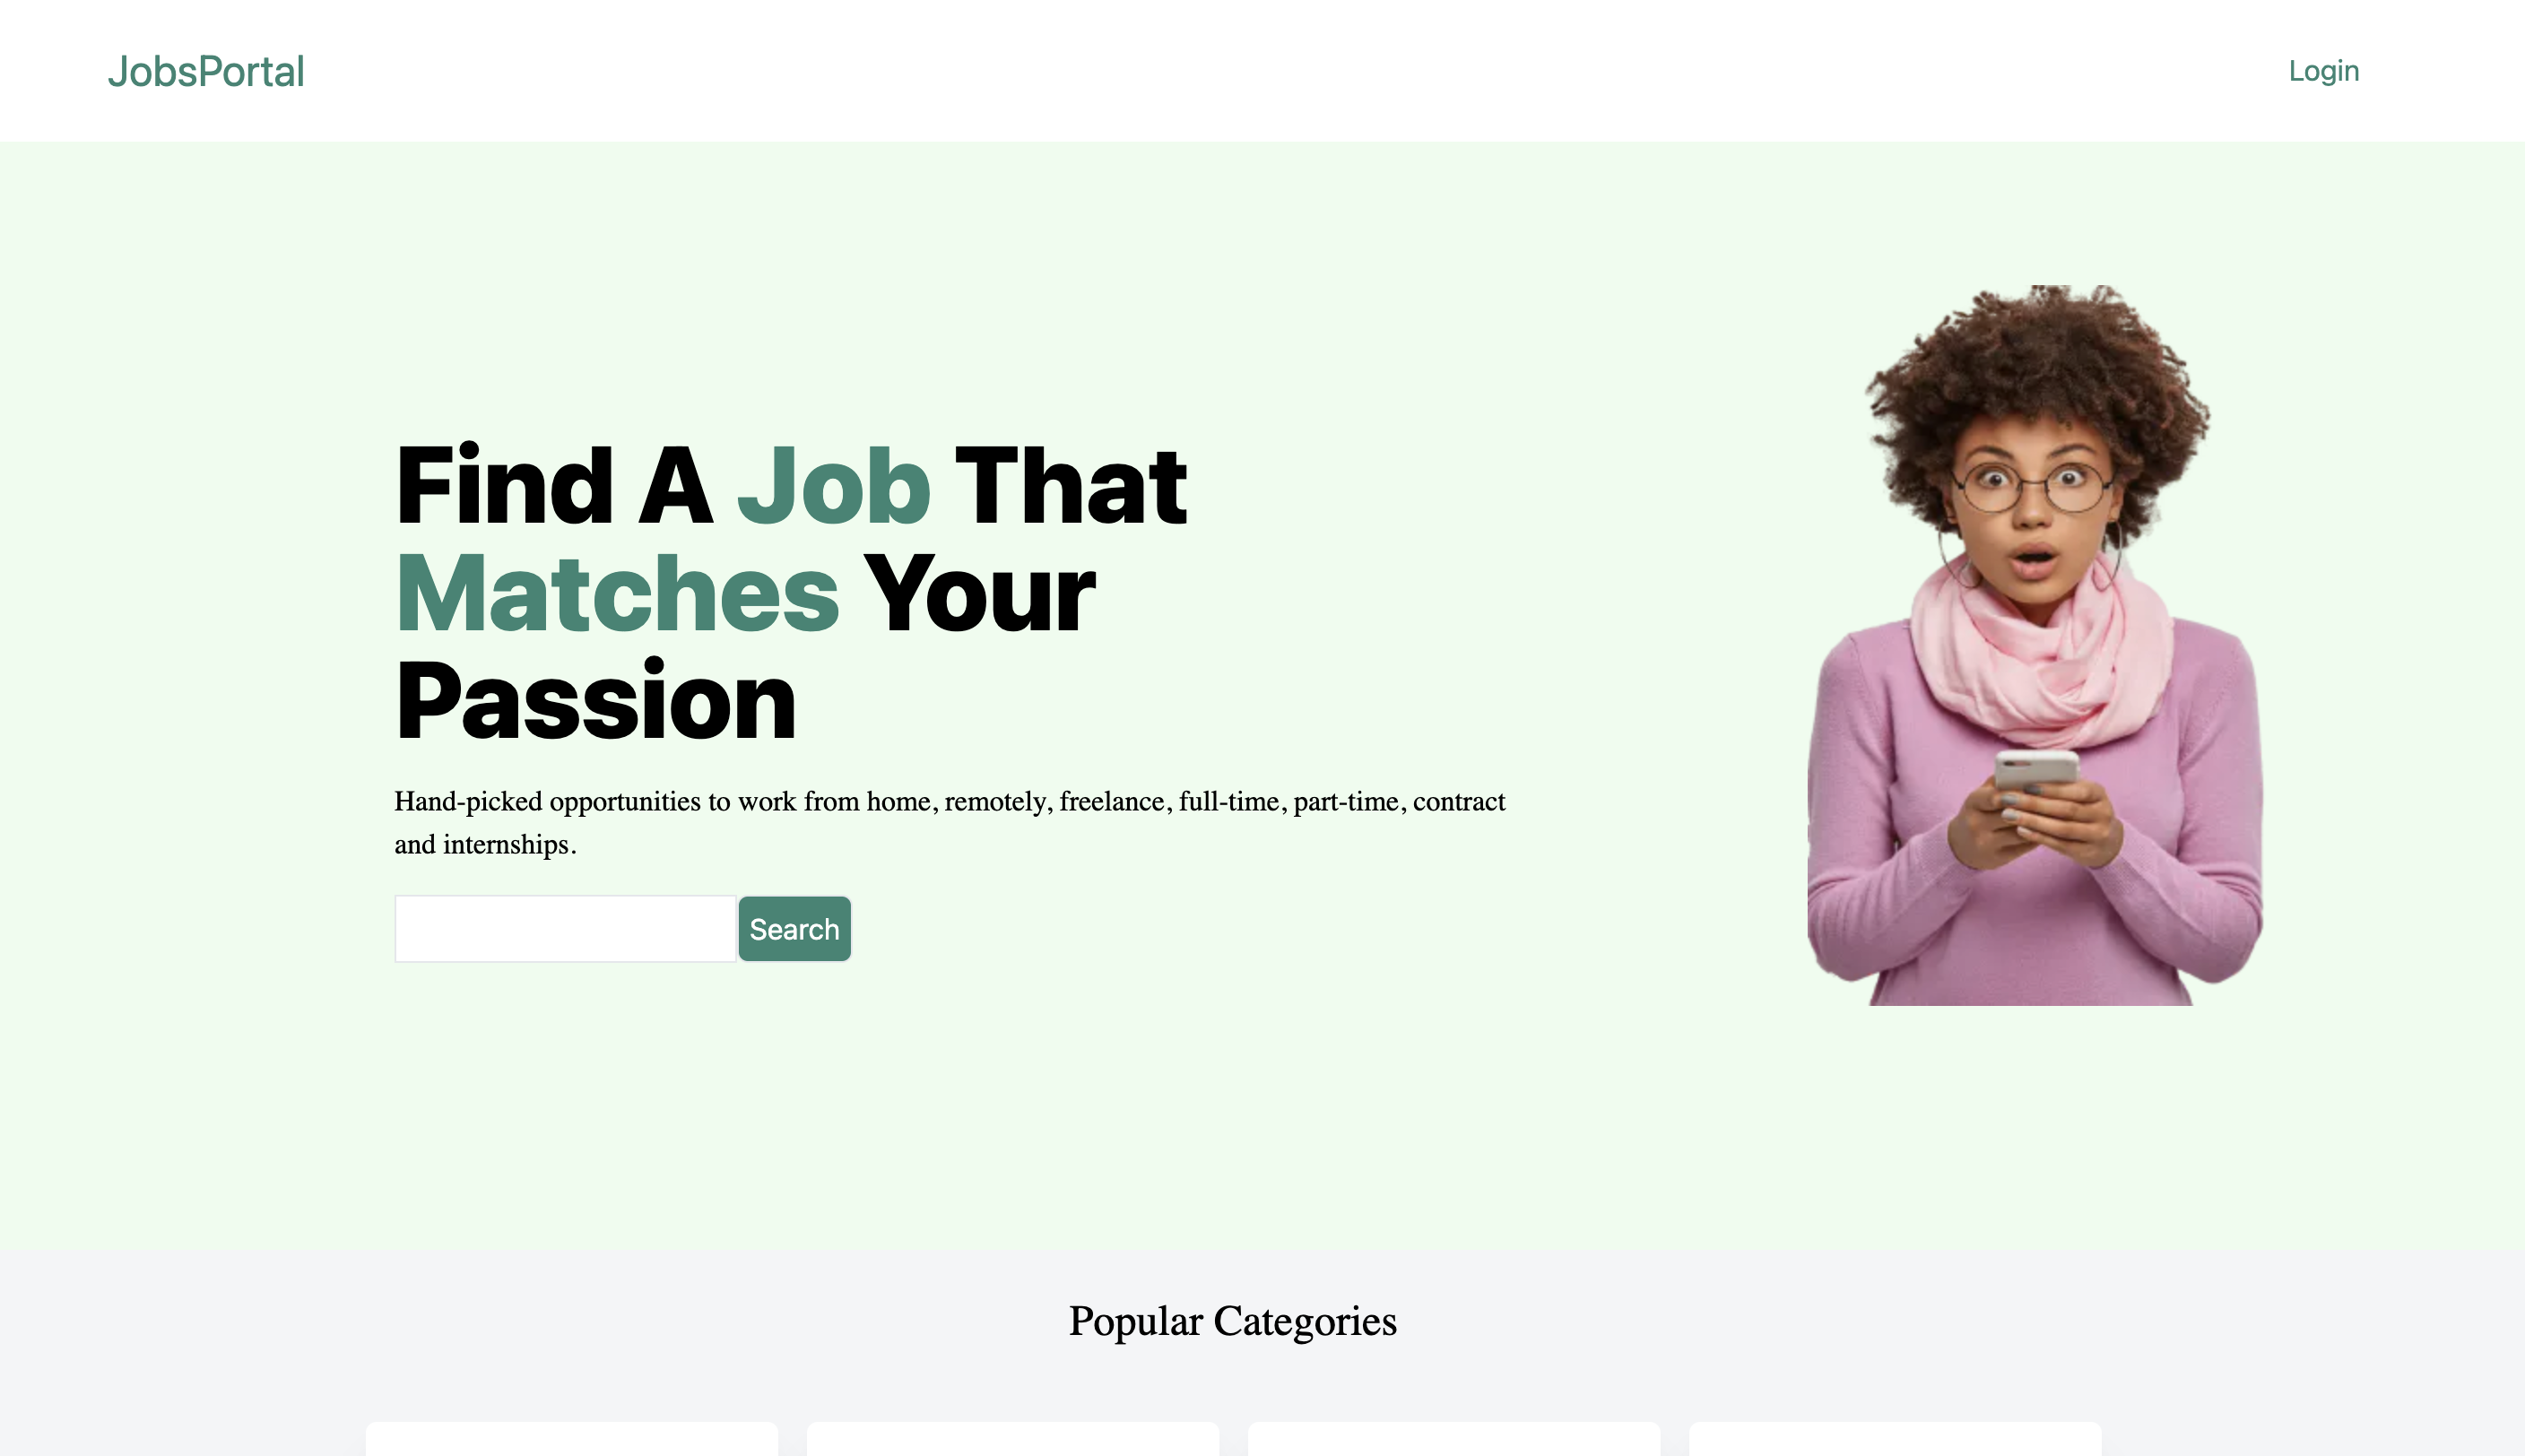 JobsPortal
Login
Find A Job That
Matches Your
Passion
Hand-picked opportunities to work from home, remotely, freelance, full-time, part-time, contract
and internships.
Search
Popular Categories